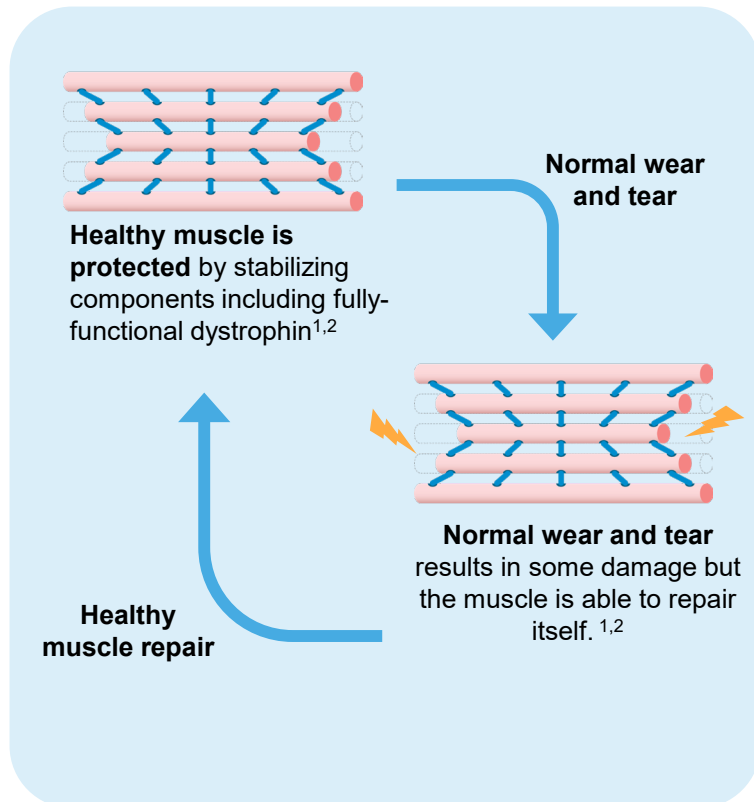 Normal wear
and tear
Healthy muscle is
protected by stabilizing
components including fully-
functional dystrophin1,2
Normal wear and tear
results in some damage but
the muscle is able to repair
itself. 1,2
Healthy
muscle repair